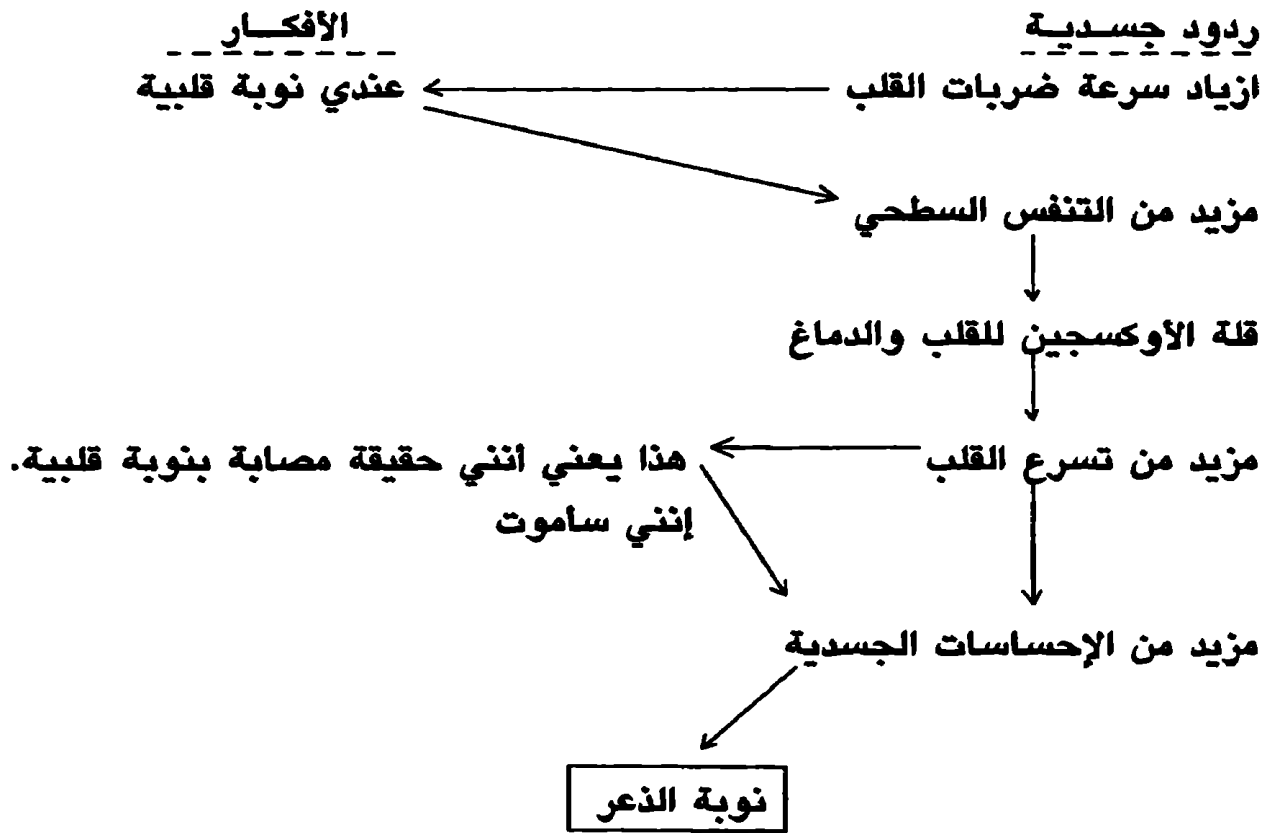 ردود جسدية
الأفكار
ازياد سرعة ضربات القلب
عندي نوبة قلبية
مزيد من التنفس السطحي
قلة الأوكسجين للقلب والدماغ
مزيد من تسرع القلب
هذا يعني أنني حقيقة مصابة بنوبة قلبية.
إنني سأموت
مزيد من الإحساسات الجسدية
نوبة الذعر